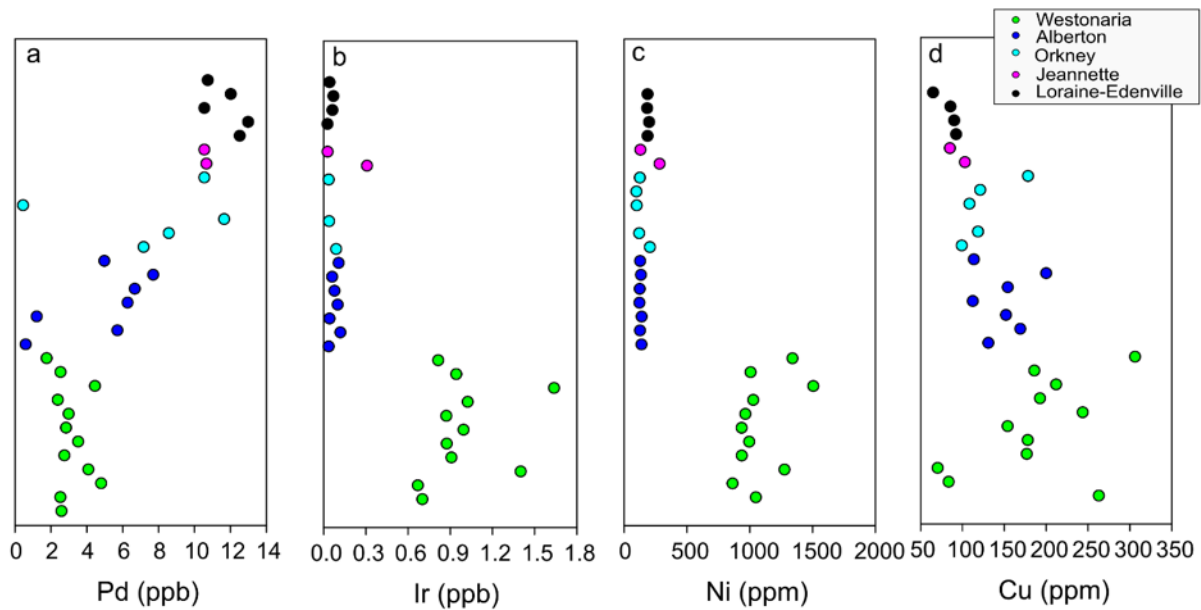 Westonaria
Alberton
Orkney
Jeannette
Loraine-Edenville
a
b
c
d
0 2 4 6 8 10 12 14
0.0 0.3 0.6 0.9 1.2 1.5 1.8
0 500 1000 1500 2000
50 100 150 200 250 300 350
Pd (ppb)
Ir (ppb)
Ni (ppm)
Cu (ppm)